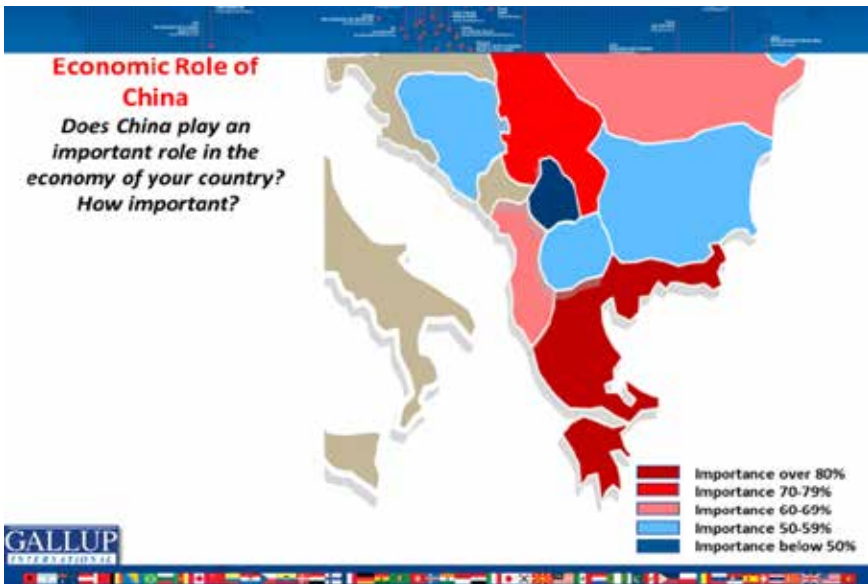 Economic Role of
China
Does China play an
important role in the
economy of your country?
How important?
Importance over 80%
Importance 70-79%
Importance 60-69%
Importance 50-59%
Importance below 50%
GALLUP
INTERNATIONAL